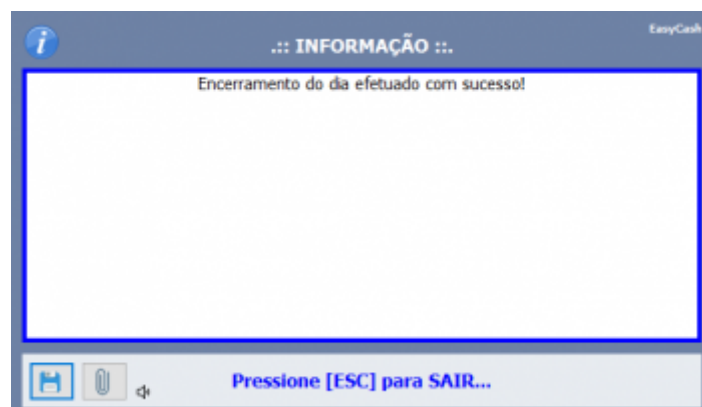 EasyCash
.:: INFORMAÇÃO ::.
Encerramento do dia efetuado com sucesso!
Pressione [ESC] para SAIR...